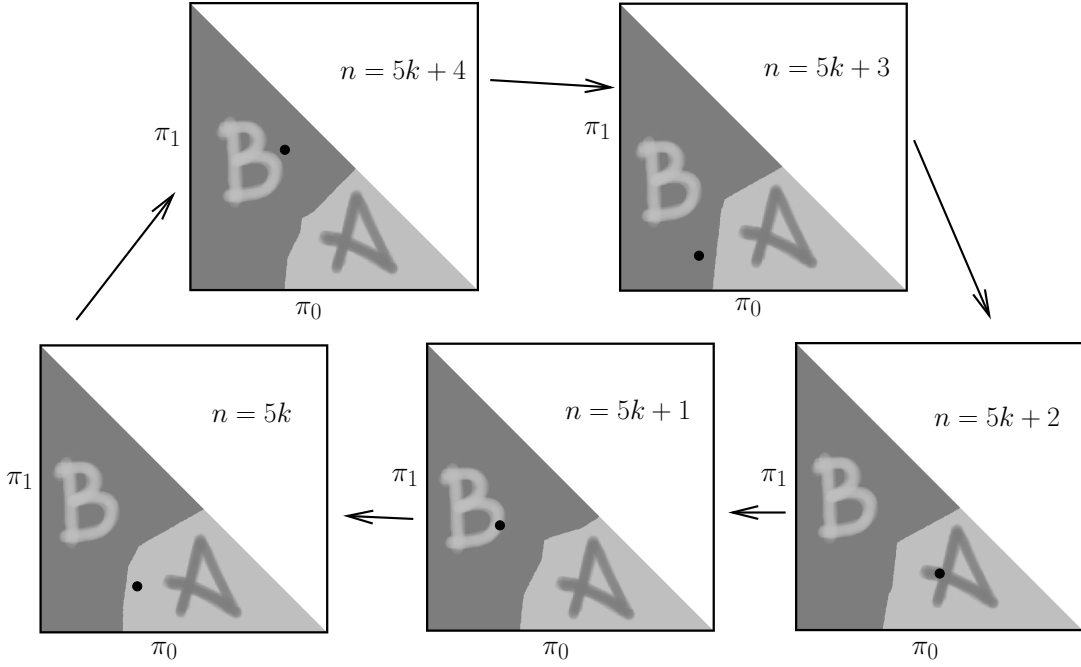 n = 5k + 4
π₁
B
A
π₀
n = 5k + 3
π₁
B
A
π₀
n = 5k
π₁
B
A
π₀
n = 5k + 1
π₁
B
A
π₀
n = 5k + 2
π₁
B
A
π₀